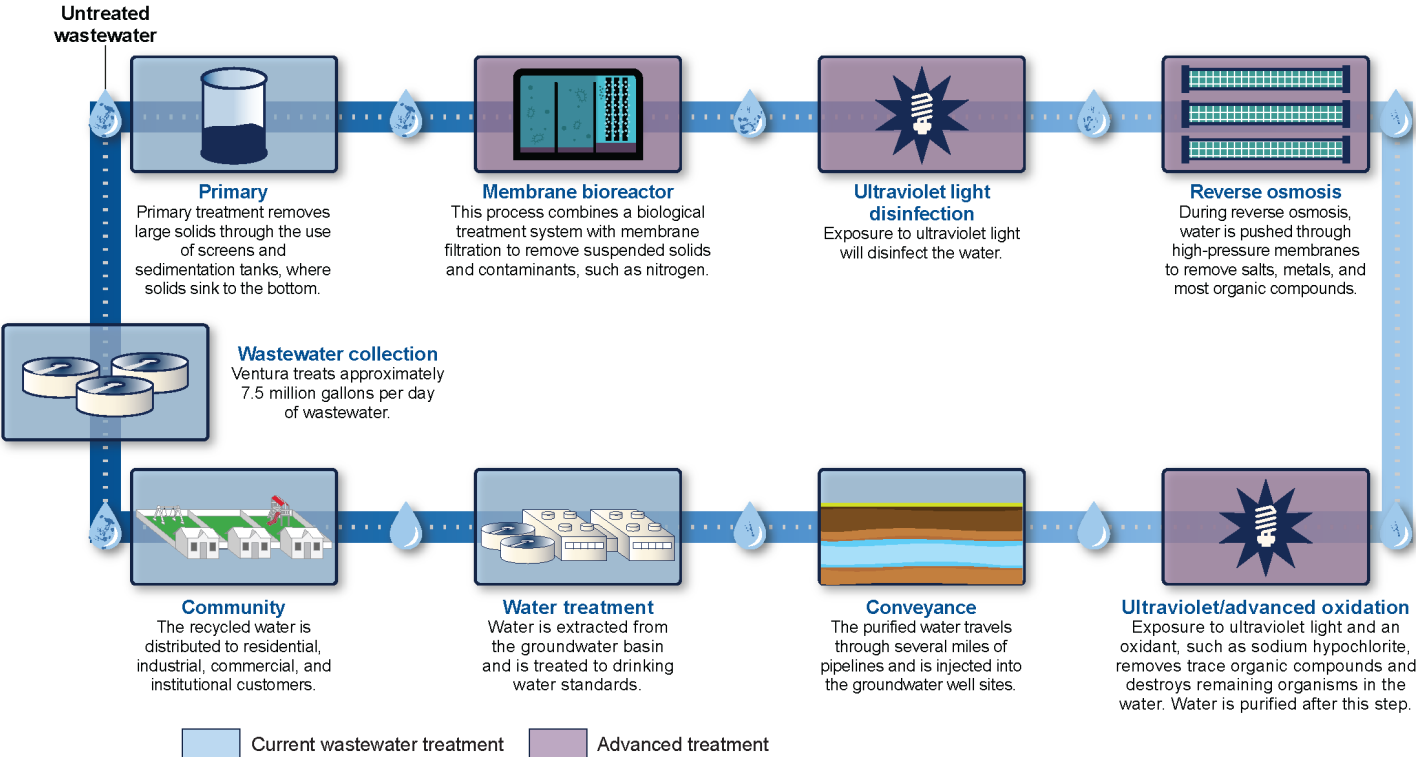 Untreated
wastewater
Primary
Primary treatment removes
large solids through the use
of screens and
sedimentation tanks, where
solids sink to the bottom.
Membrane bioreactor
This process combines a biological
treatment system with membrane
filtration to remove suspended solids
and contaminants, such as nitrogen.
Ultraviolet light
disinfection
Exposure to ultraviolet light
will disinfect the water.
Reverse osmosis
During reverse osmosis,
water is pushed through
high-pressure membranes
to remove salts, metals, and
most organic compounds.
Wastewater collection
Ventura treats approximately
7.5 million gallons per day
of wastewater.
Community
The recycled water is
distributed to residential,
industrial, commercial, and
institutional customers.
Water treatment
Water is extracted from
the groundwater basin
and is treated to drinking
water standards.
Conveyance
The purified water travels
through several miles of
pipelines and is injected into
the groundwater well sites.
Ultraviolet/advanced oxidation
Exposure to ultraviolet light and an
oxidant, such as sodium hypochlorite,
removes trace organic compounds and
destroys remaining organisms in the
water. Water is purified after this step.
Current wastewater treatment
Advanced treatment